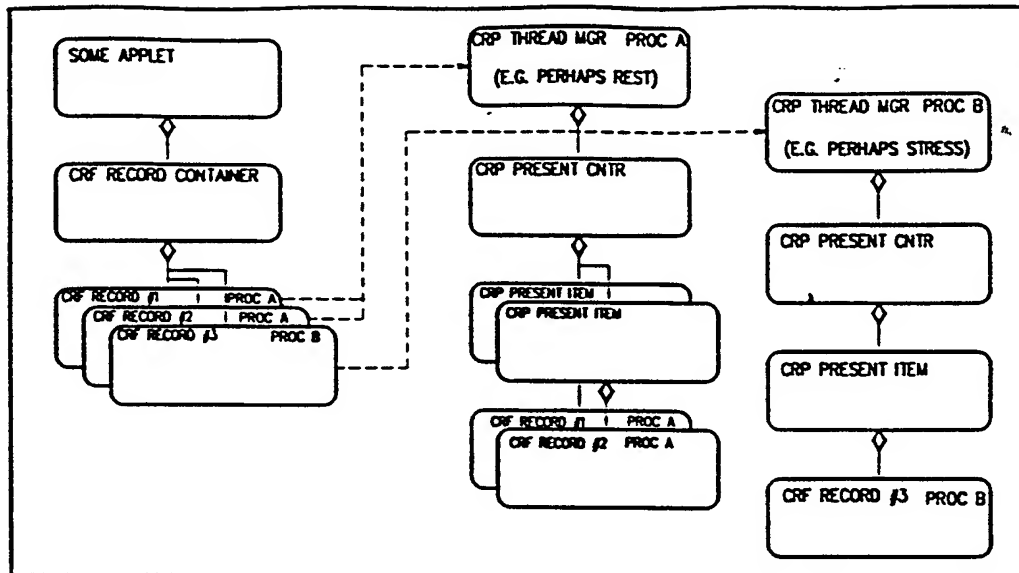 SOME APPLET
CRF RECORD CONTAINER
CRF RECORD #1 PROC A
CRF RECORD #2 PROC A
CRF RECORD #3 PROC B
CRP THREAD MGR PROC A
(E.G. PERHAPS REST)
CRP PRESENT CNTR
CRP PRESENT ITEM
CRP PRESENT ITEM
CRF RECORD #1 PROC A
CRF RECORD #2 PROC A
CRP THREAD MGR PROC B
(E.G. PERHAPS STRESS)
CRP PRESENT CNTR
CRP PRESENT ITEM
CRF RECORD #3 PROC B